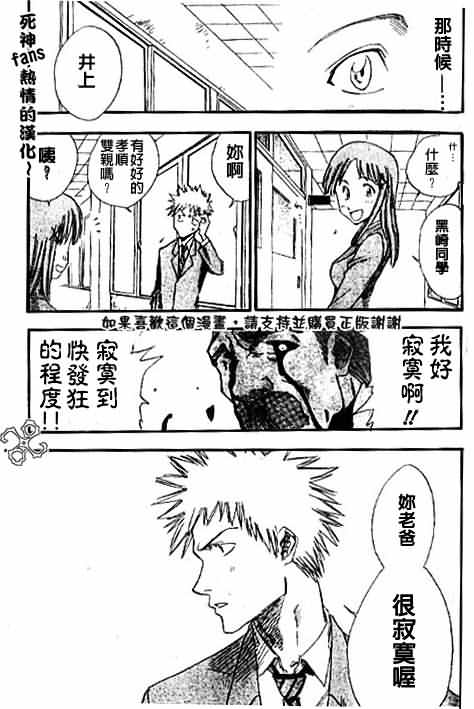 死神fans.熱情的漢化~
那時候……
井上
什…
什麼?
黑崎同學
妳啊
有好好的
孝順
雙親嗎?
咦?
如果喜歡這個漫畫,請支持並購買正版謝謝
我好
寂寞啊!!
寂寞到
快發狂
的程度!!
妳老爸
很寂寞喔